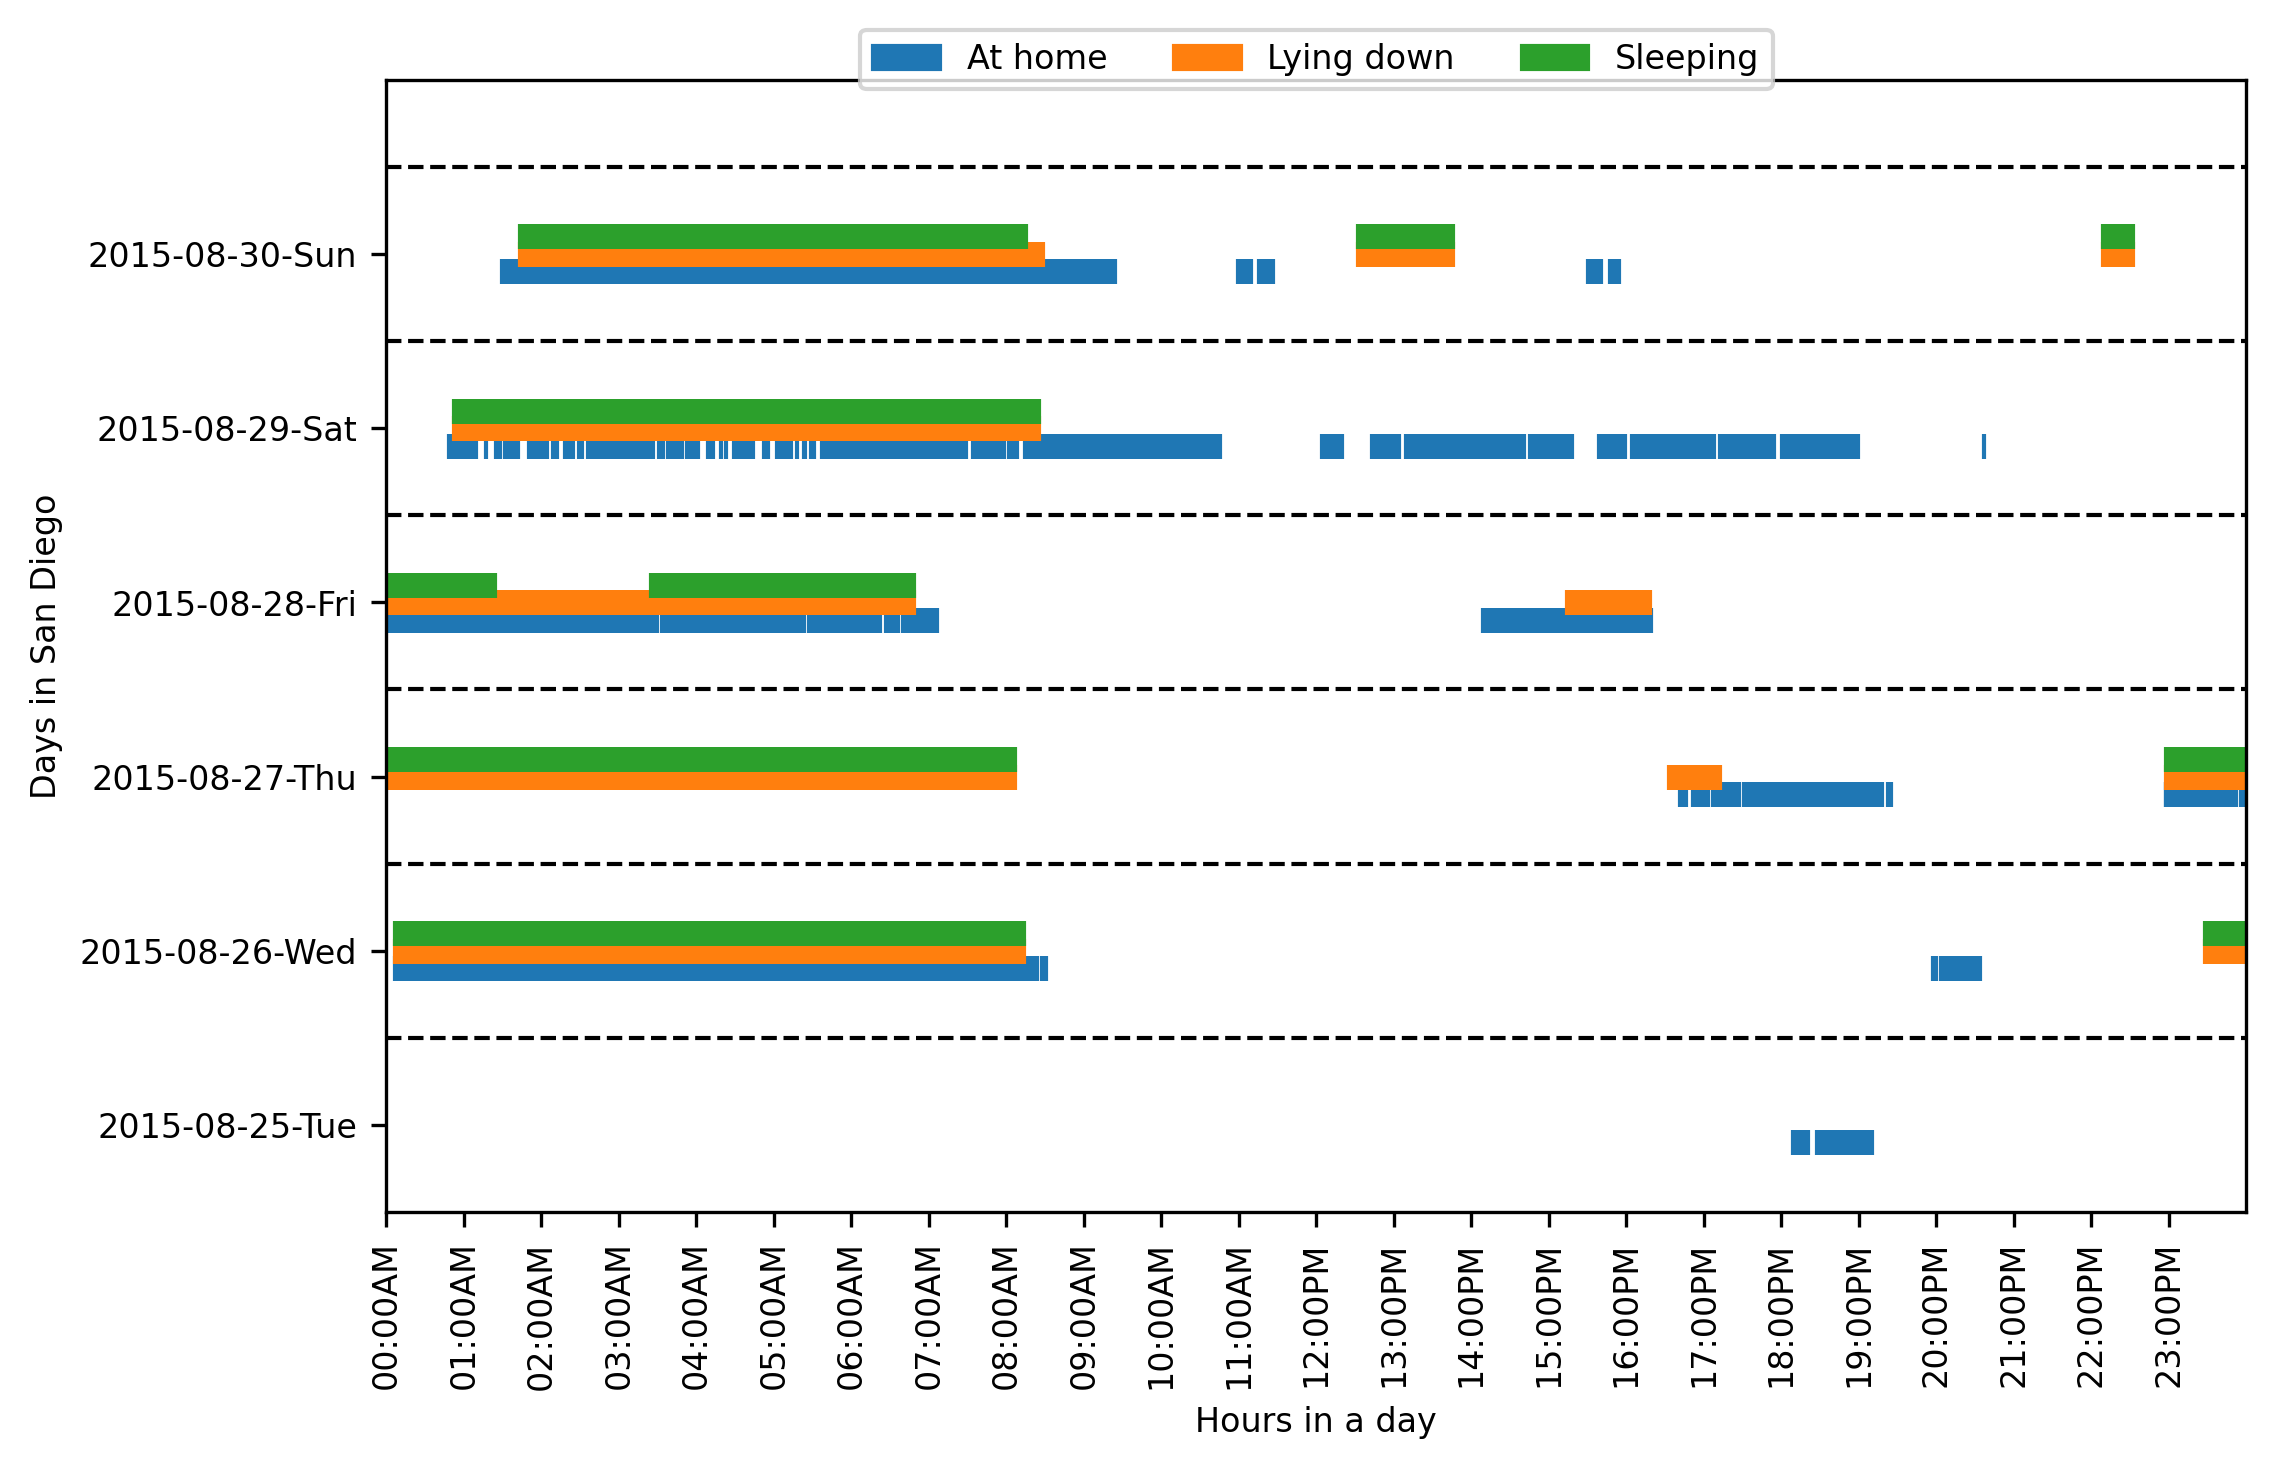 At home Lying down Sleeping
Days in San Diego
2015-08-30-Sun
2015-08-29-Sat
2015-08-28-Fri
2015-08-27-Thu
2015-08-26-Wed
2015-08-25-Tue
00:00AM 01:00AM 02:00AM 03:00AM 04:00AM 05:00AM 06:00AM 07:00AM 08:00AM 09:00AM 10:00AM 11:00AM 12:00PM 13:00PM 14:00PM 15:00PM 16:00PM 17:00PM 18:00PM 19:00PM 20:00PM 21:00PM 22:00PM 23:00PM
Hours in a day